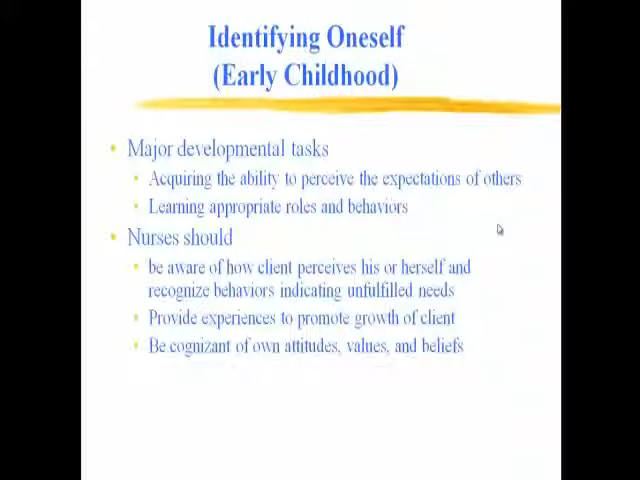 Identifying Oneself
(Early Childhood)
• Major developmental tasks
• Acquiring the ability to perceive the expectations of others
• Learning appropriate roles and behaviors
• Nurses should
• be aware of how client perceives his or herself and
recognize behaviors indicating unfulfilled needs
• Provide experiences to promote growth of client
• Be cognizant of own attitudes, values, and beliefs